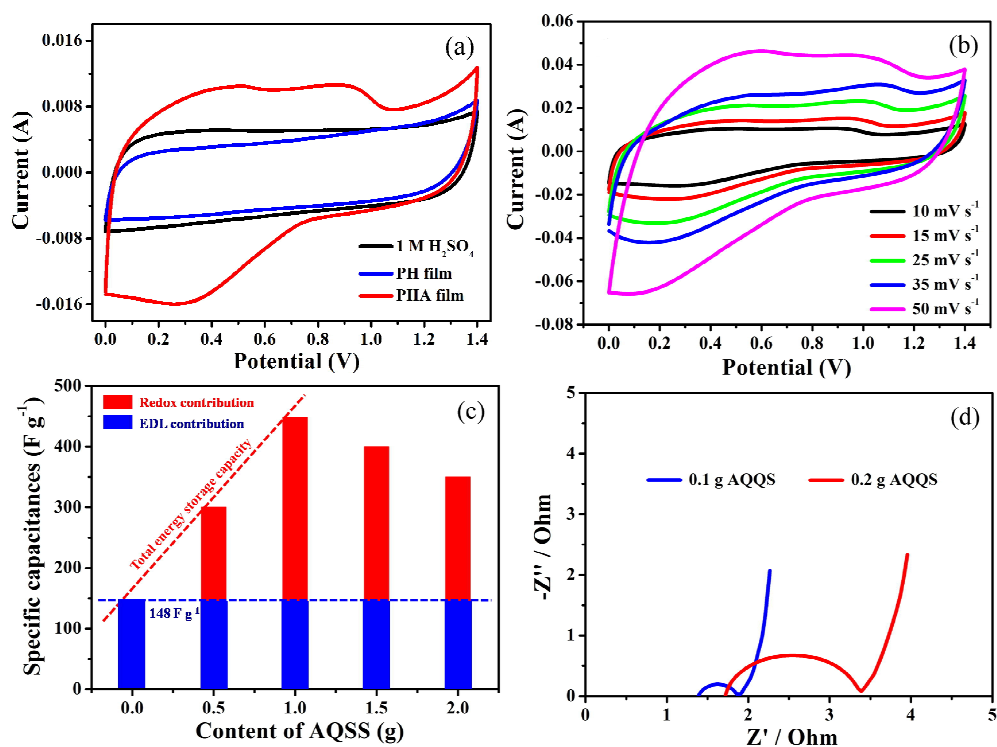 (a)
0.016
0.008
0.000
-0.008
-0.016
Current (A)
1 M H₂SO₄
PH film
PHA film
0.0 0.2 0.4 0.6 0.8 1.0 1.2 1.4
Potential (V)
(b)
0.06
0.04
0.02
0.00
-0.02
-0.04
-0.06
-0.08
Current (A)
10 mV s⁻¹
15 mV s⁻¹
25 mV s⁻¹
35 mV s⁻¹
50 mV s⁻¹
0.0 0.2 0.4 0.6 0.8 1.0 1.2 1.4
Potential (V)
(c)
500
400
300
200
100
0
Specific capacitances (F g⁻¹)
Redox contribution
EDL contribution
Total energy storage capacity
148 F g⁻¹
0.0 0.5 1.0 1.5 2.0
Content of AQSS (g)
(d)
5
4
3
2
1
0
-Z'' / Ohm
0.1 g AQQS
0.2 g AQQS
0 1 2 3 4 5
Z' / Ohm